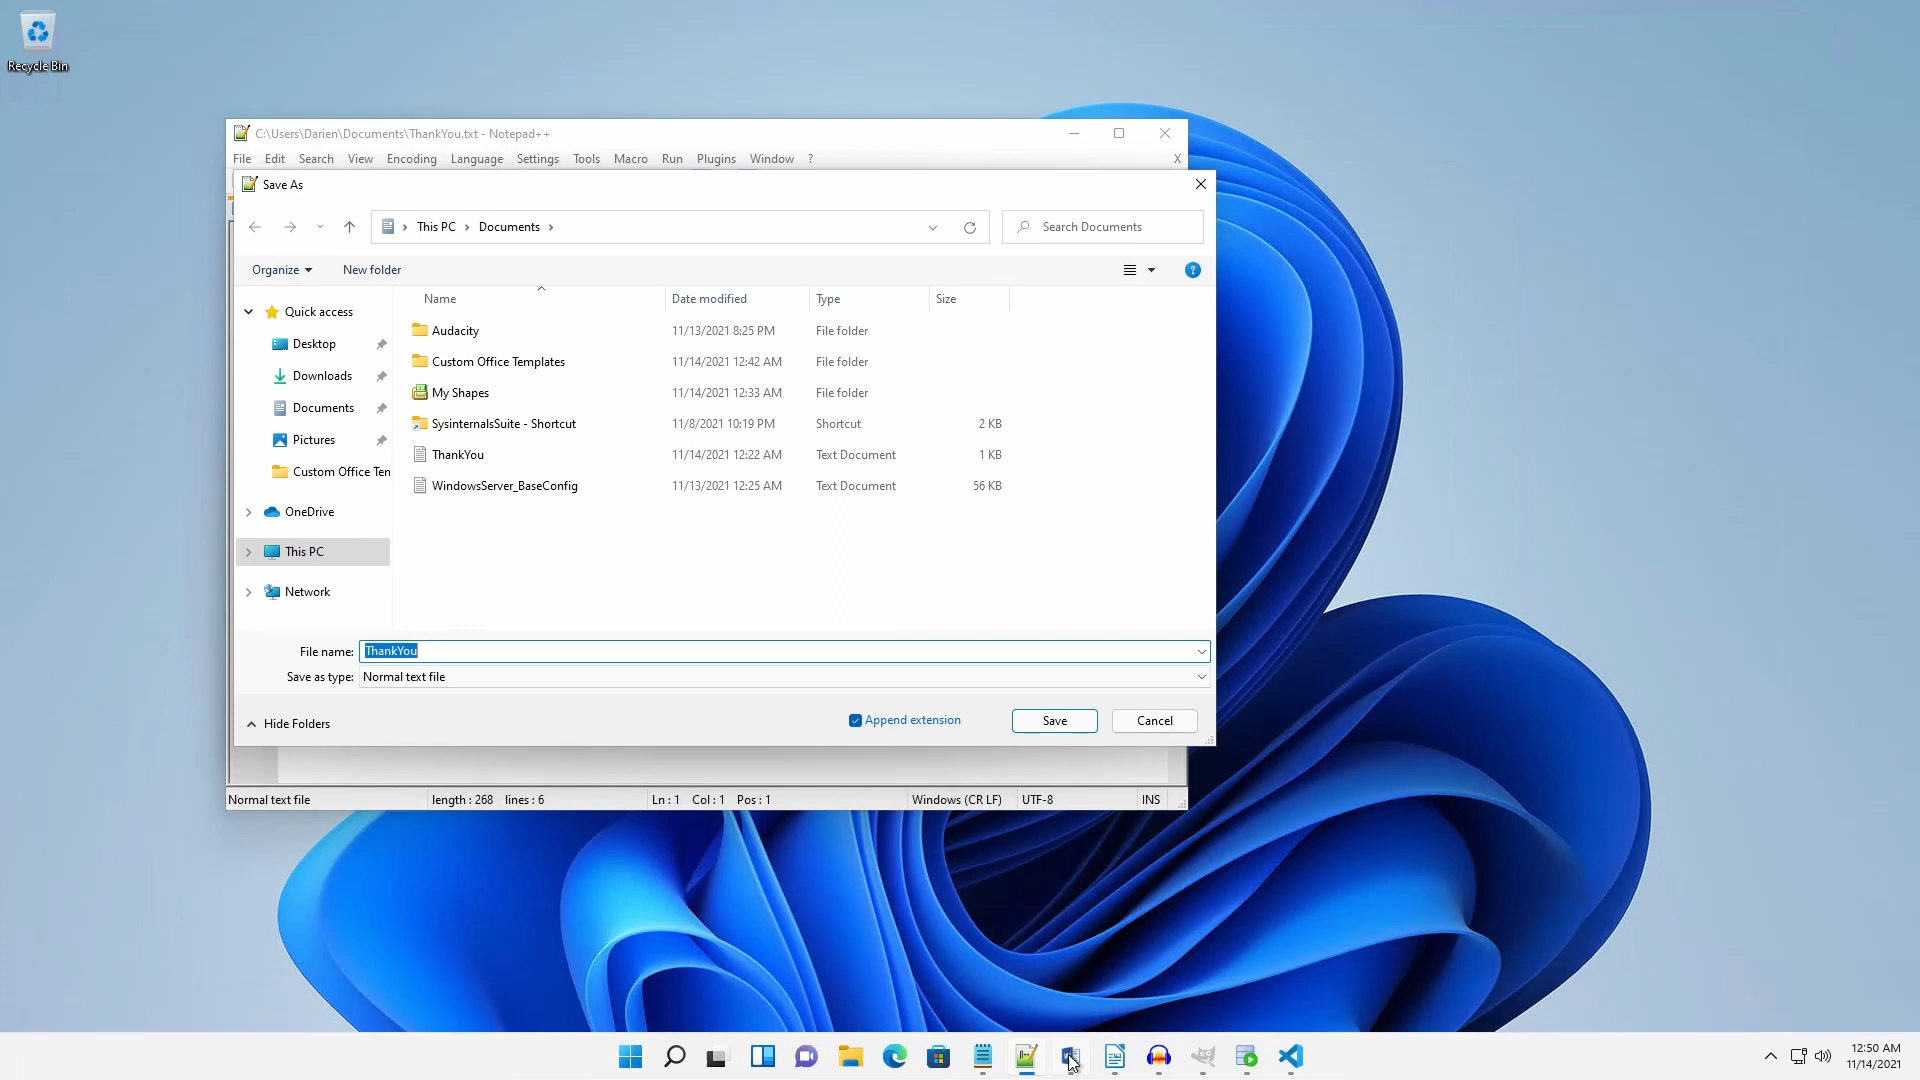 Recycle Bin
C:\Users\Darien\Documents\ThankYou.txt - Notepad++
File Edit Search View Encoding Language Settings Tools Macro Run Plugins Window ? X
Save As
This PC > Documents >
Search Documents
Organize New folder
Name Date modified Type Size
Quick access
Desktop
Downloads
Documents
Pictures
Custom Office Ten
OneDrive
This PC
Network
Audacity 11/13/2021 8:25 PM File folder
Custom Office Templates 11/14/2021 12:42 AM File folder
My Shapes 11/14/2021 12:33 AM File folder
SysinternalsSuite - Shortcut 11/8/2021 10:19 PM Shortcut 2 KB
ThankYou 11/14/2021 12:22 AM Text Document 1 KB
WindowsServer_BaseConfig 11/13/2021 12:25 AM Text Document 56 KB
File name: ThankYou
Save as type: Normal text file
Hide Folders Append extension Save Cancel
Normal text file length : 268 lines : 6 Ln : 1 Col : 1 Pos : 1 Windows (CR LF) UTF-8 INS
12:50 AM
11/14/2021